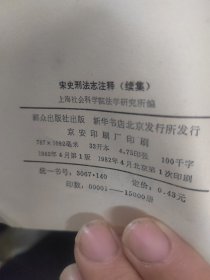 宋史刑法志注释（续集）
上海社会科学院法学研究所编
群众出版社出版 新华书店北京发行所发行
京安印刷厂印刷
787×1092毫米 32开本 4.75印张 100千字
1982年4月第1版 1982年4月北京第1次印刷
统一书号：3067·140 定价：0.43元
印数：00001—15000册